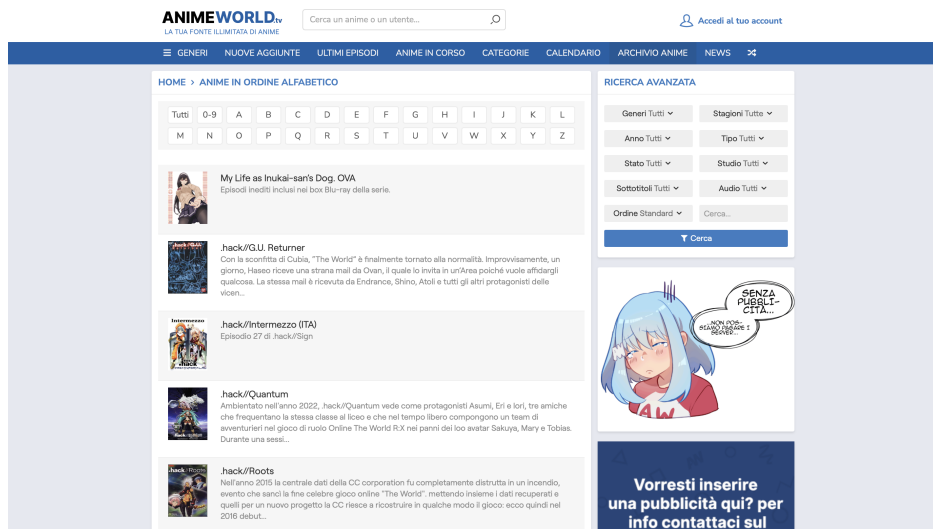 ANIMEWORLD.tv
LA TUA FONTE ILLIMITATA DI ANIME
Cerca un anime o un utente...
Accedi al tuo account
GENERI NUOVE AGGIUNTE ULTIMI EPISODI ANIME IN CORSO CATEGORIE CALENDARIO ARCHIVIO ANIME NEWS
HOME > ANIME IN ORDINE ALFABETICO
Tutti 0-9 A B C D E F G H I J K L
M N O P Q R S T U V W X Y Z
My Life as Inukai-san's Dog. OVA
Episodi inediti inclusi nei box Blu-ray della serie.
.hack//G.U. Returner
Con la sconfitta di Cubia, "The World" è finalmente tornato alla normalità. Improvvisamente, un
giorno, Haseo riceve una strana mail da Ovan, il quale lo invita in un'Area poiché vuole affidargli
qualcosa. La stessa mail è ricevuta da Endrance, Shino, Atoli e tutti gli altri protagonisti delle
vicen...
Intermezzo
.hack
.hack//Intermezzo (ITA)
Episodio 27 di .hack//Sign
.hack//Quantum
Ambientato nell'anno 2022, .hack//Quantum vede come protagonisti Asumi, Eri e Iori, tre amiche
che frequentano la stessa classe al liceo e che nel tempo libero compongono un team di
avventurieri nel gioco di ruolo Online The World R:X nei panni dei loo avatar Sakuya, Mary e Tobias.
Durante una sessi...
.hack//Roots
.hack//Roots
Nell'anno 2015 la centrale dati della CC corporation fu completamente distrutta in un incendio,
evento che sancì la fine celebre gioco online "The World". mettendo insieme i dati recuperati e
quelli per un nuovo progetto la CC riesce a ricostruire in qualche modo il gioco: ecco quindi nel
2016 debut...
RICERCA AVANZATA
Generi Tutti Stagioni Tutte
Anno Tutti Tipo Tutti
Stato Tutti Studio Tutti
Sottotitoli Tutti Audio Tutti
Ordine Standard Cerca...
Cerca
SENZA
PUBBLI-
CITÀ...
...NON POS-
SIAMO PAGARE I
SERVER...
AW
Vorresti inserire
una pubblicità qui? per
info contattaci sul